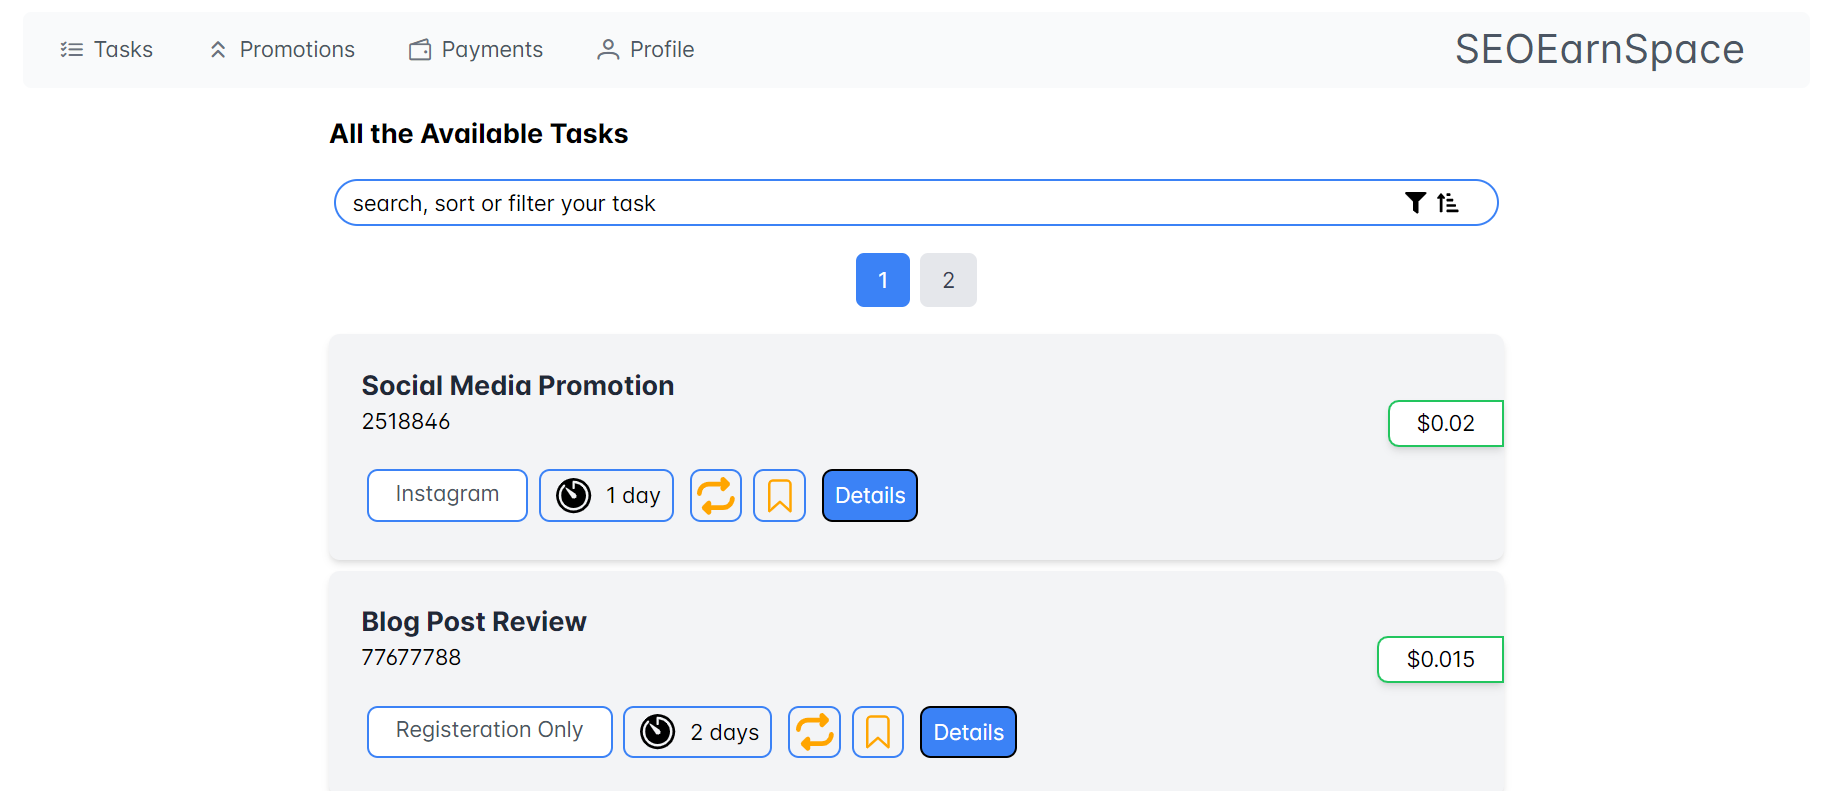 Tasks Promotions Payments Profile SEOEarnSpace
All the Available Tasks
search, sort or filter your task
1 2
Social Media Promotion
2518846
$0.02
Instagram 1 day Details
Blog Post Review
77677788
$0.015
Registeration Only 2 days Details